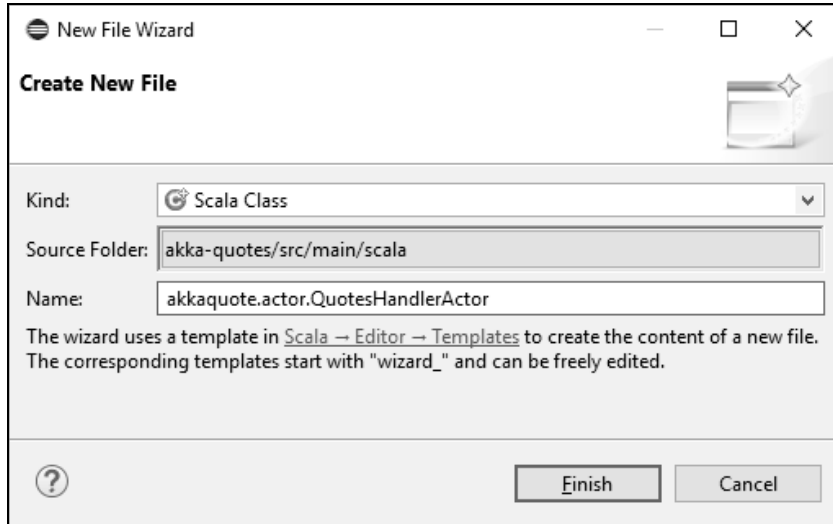 New File Wizard
Create New File
Kind: Scala Class
Source Folder: akka-quotes/src/main/scala
Name: akkaquote.actor.QuotesHandlerActor
The wizard uses a template in Scala → Editor → Templates to create the content of a new file.
The corresponding templates start with "wizard_" and can be freely edited.
? Finish Cancel